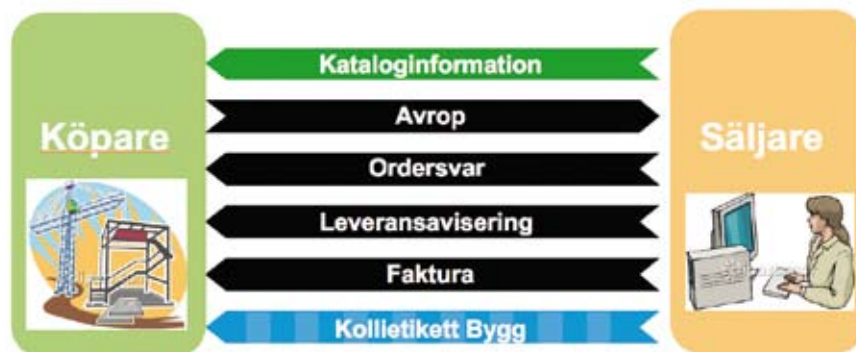 Köpare
Kataloginformation
Avrop
Ordersvar
Leveransavisering
Faktura
Kollietikett Bygg
Säljare